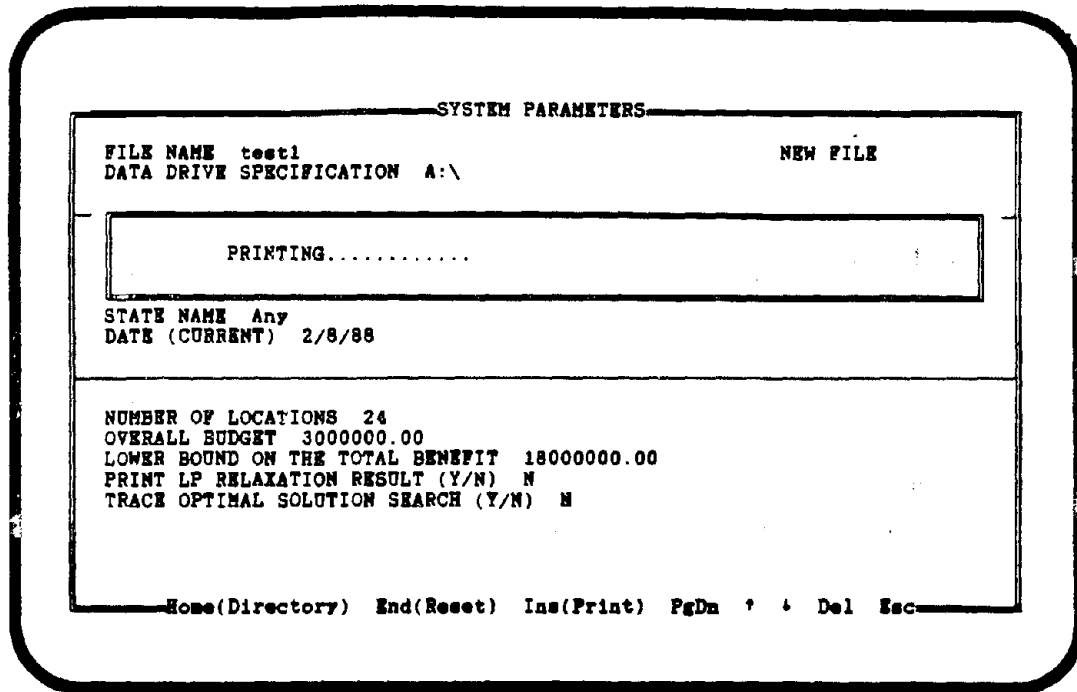 SYSTEM PARAMETERS
FILE NAME test1 NEW FILE
DATA DRIVE SPECIFICATION A:\
PRINTING............
STATE NAME Any
DATE (CURRENT) 2/8/88
NUMBER OF LOCATIONS 24
OVERALL BUDGET 3000000.00
LOWER BOUND ON THE TOTAL BENEFIT 18000000.00
PRINT LP RELAXATION RESULT (Y/N) N
TRACE OPTIMAL SOLUTION SEARCH (Y/N) N
Home(Directory) End(Reset) Ins(Print) PgDn ↑ ↓ Del Esc